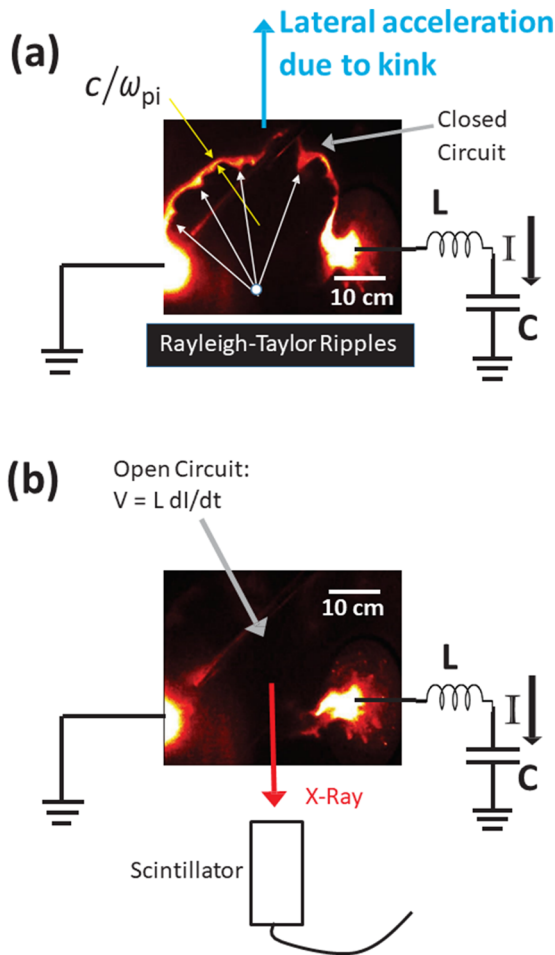 (a)
Lateral acceleration
due to kink
c/ωpi
Closed
Circuit
L
I
10 cm
C
Rayleigh-Taylor Ripples
(b)
Open Circuit:
V = L dI/dt
10 cm
L
I
C
X-Ray
Scintillator